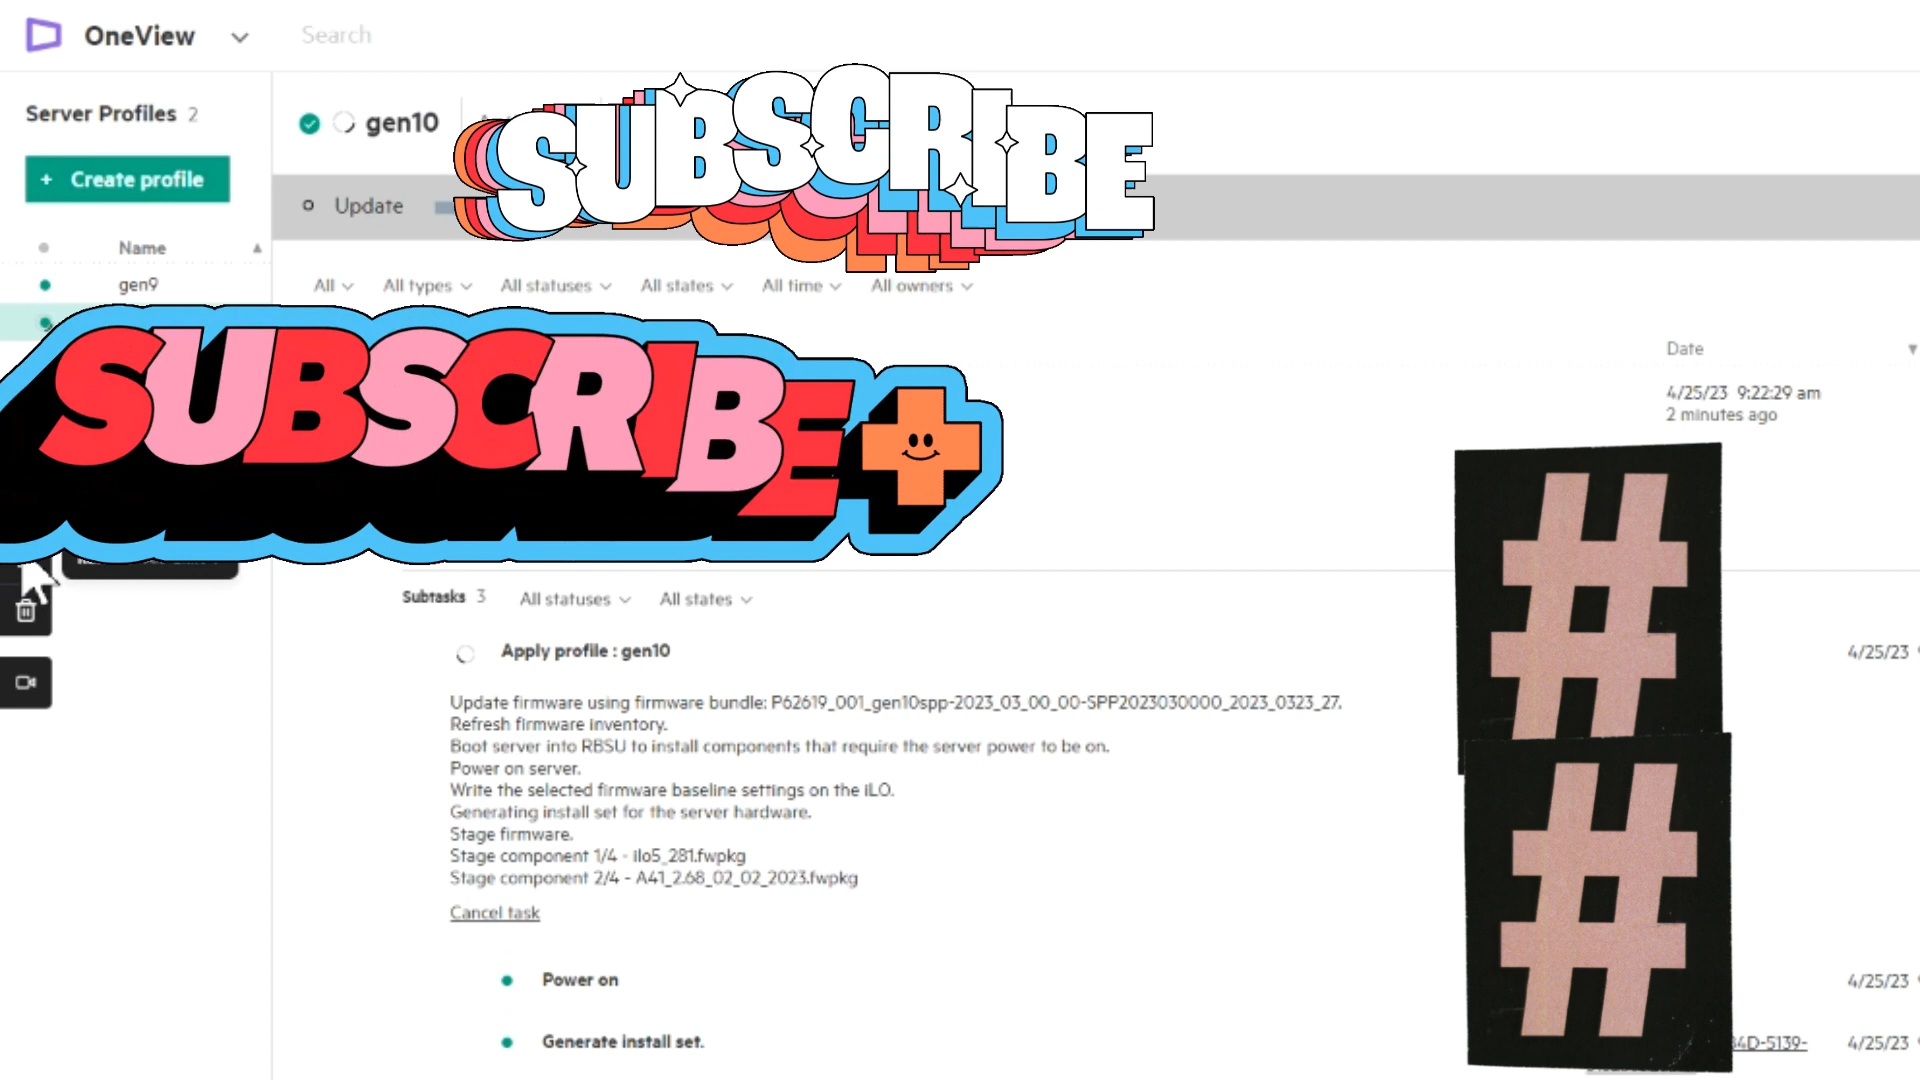 OneView
Search
Server Profiles 2
gen10
SUBSCRIBE
+ Create profile
Update
Name
gen9
All
All types
All statuses
All states
All time
All owners
SUBSCRIBE+
Date
4/25/23 9:22:29 am
2 minutes ago
#
Subtasks 3
All statuses
All states
Apply profile : gen10
4/25/23
Update firmware using firmware bundle: P62619_001_gen10spp-2023_03_00_00-SPP2023030000_2023_0323_27.
Refresh firmware inventory.
Boot server into RBSU to install components that require the server power to be on.
Power on server.
Write the selected firmware baseline settings on the iLO.
Generating install set for the server hardware.
Stage firmware.
Stage component 1/4 - ilo5_281.fwpkg
Stage component 2/4 - A41_2.68_02_02_2023.fwpkg
Cancel task
#
Power on
4/25/23
Generate install set.
4D-5139-
4/25/23